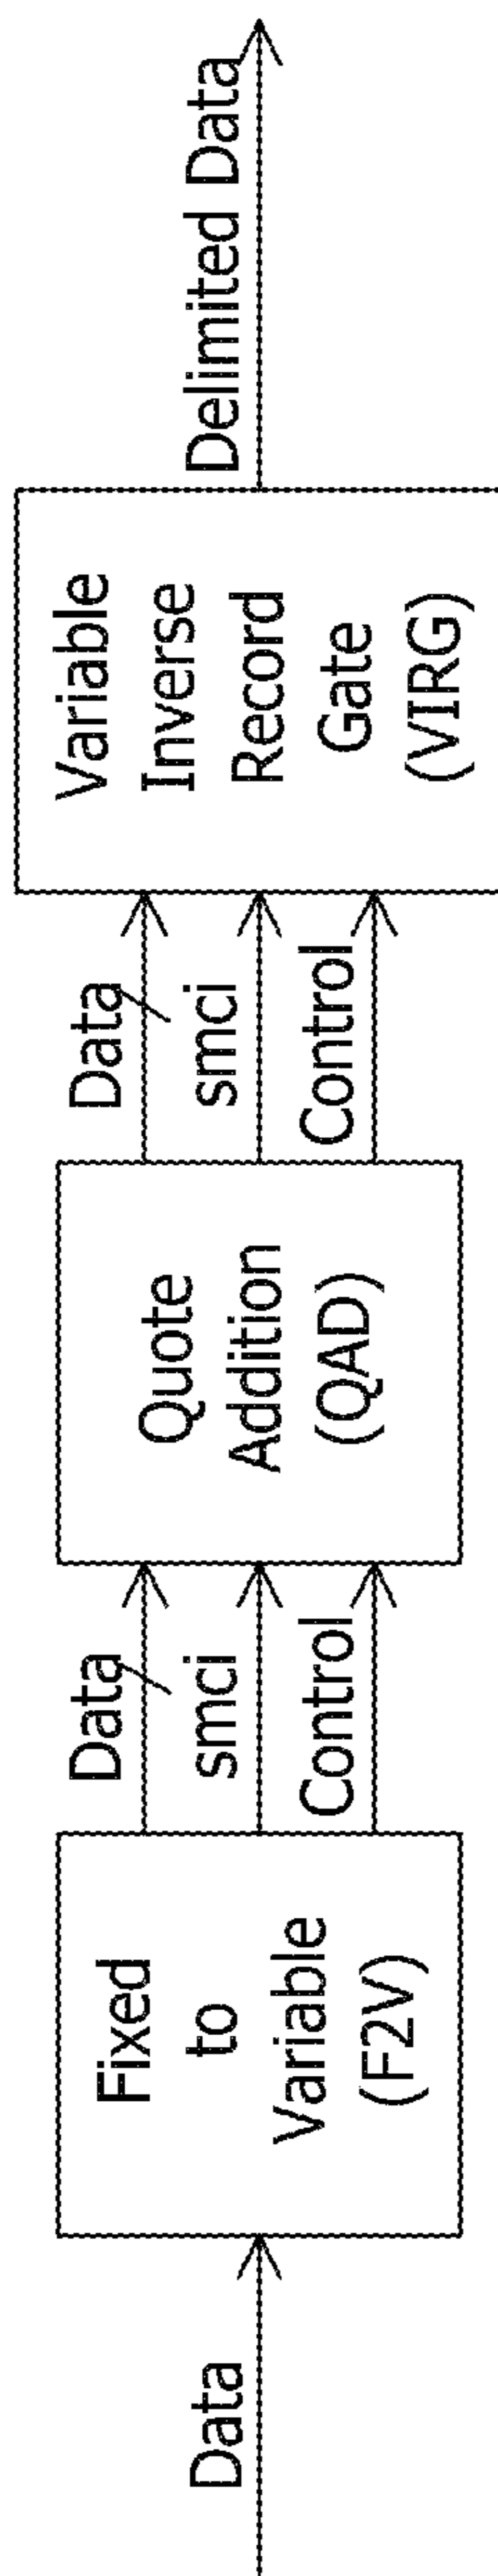 Data
Fixed
to
Variable
(F2V)
Data
smci
Control
Quote
Addition
(QAD)
Data
smci
Control
Variable
Inverse
Record
Gate
(VIRG)
Delimited Data